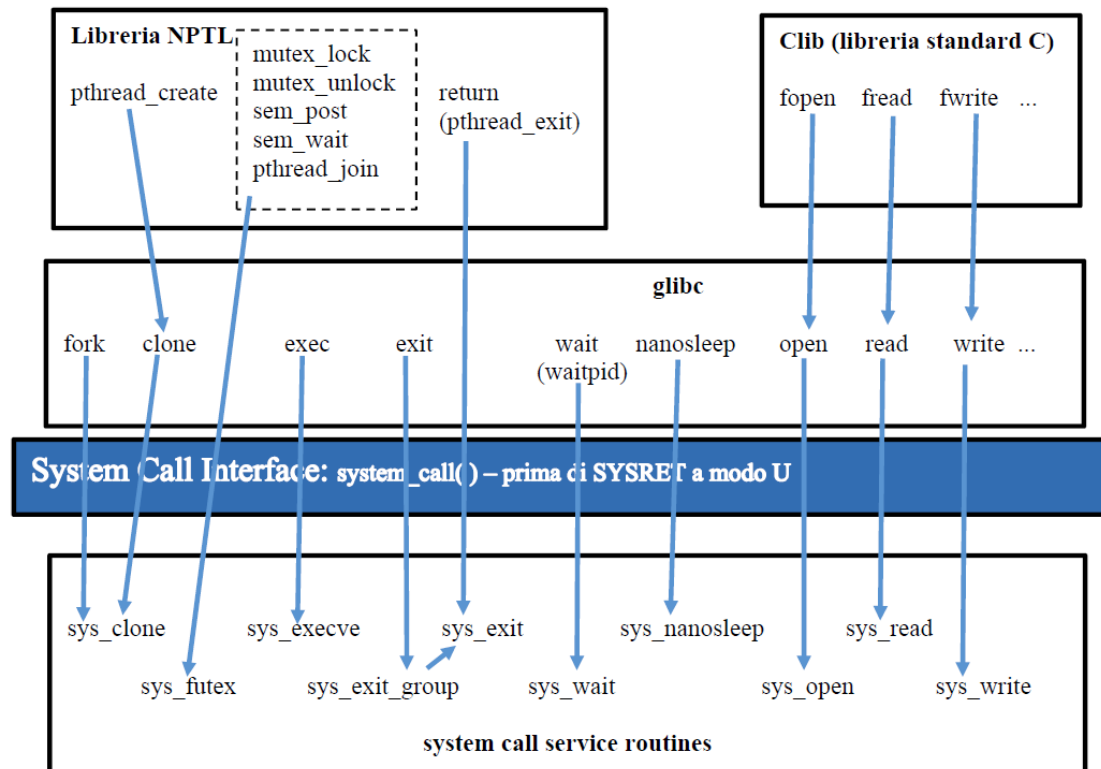 Libreria NPTL
mutex_lock
mutex_unlock
sem_post
sem_wait
pthread_join
pthread_create
return
(pthread_exit)
Clib (libreria standard C)
fopen fread fwrite ...
glibc
fork clone exec exit wait nanosleep open read write ...
(waitpid)
System Call Interface: system_call( ) – prima di SYSRET a modo U
sys_clone sys_execve sys_exit sys_nanosleep sys_read
sys_futex sys_exit_group sys_wait sys_open sys_write
system call service routines